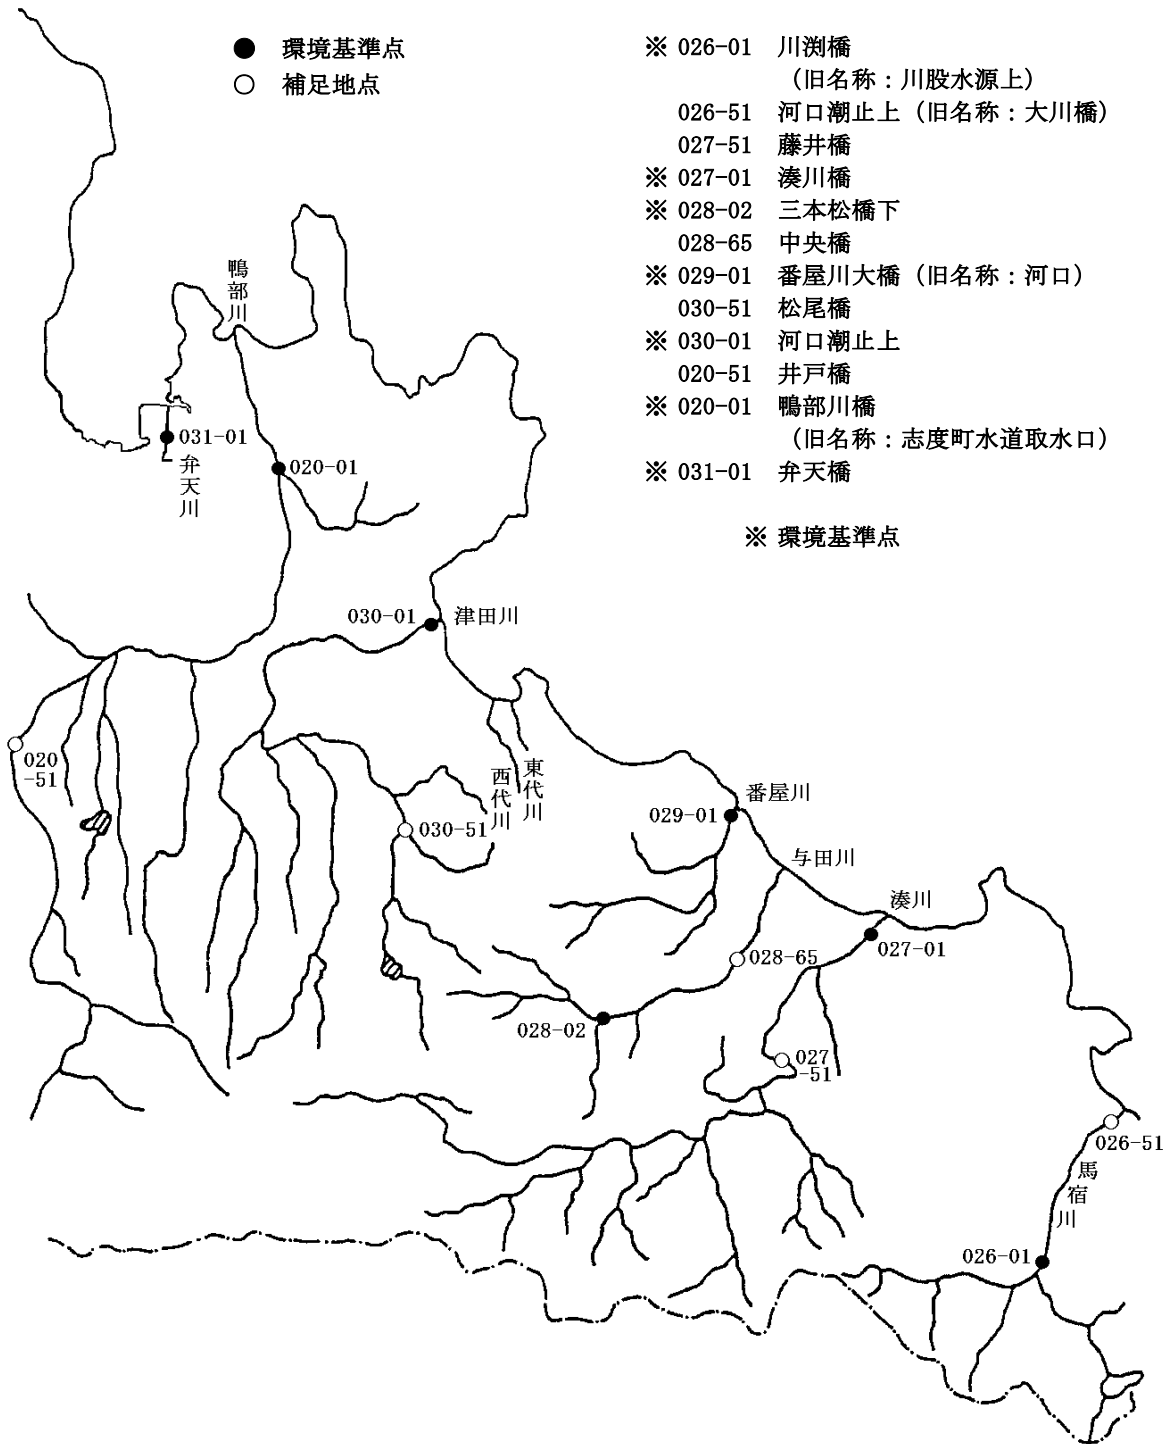 ● 環境基準点
○ 補足地点
※ 026-01 川渕橋
（旧名称：川股水源上）
026-51 河口潮止上（旧名称：大川橋）
027-51 藤井橋
※ 027-01 湊川橋
※ 028-02 三本松橋下
028-65 中央橋
※ 029-01 番屋川大橋（旧名称：河口）
030-51 松尾橋
※ 030-01 河口潮止上
020-51 井戸橋
※ 020-01 鴨部川橋
（旧名称：志度町水道取水口）
※ 031-01 弁天橋
※ 環境基準点
鴨部川
031-01
弁天川
020-01
030-01
津田川
020
-51
西代川
東代川
030-51
番屋川
029-01
与田川
湊川
027-01
028-65
028-02
027
-51
026-51
馬宿川
026-01